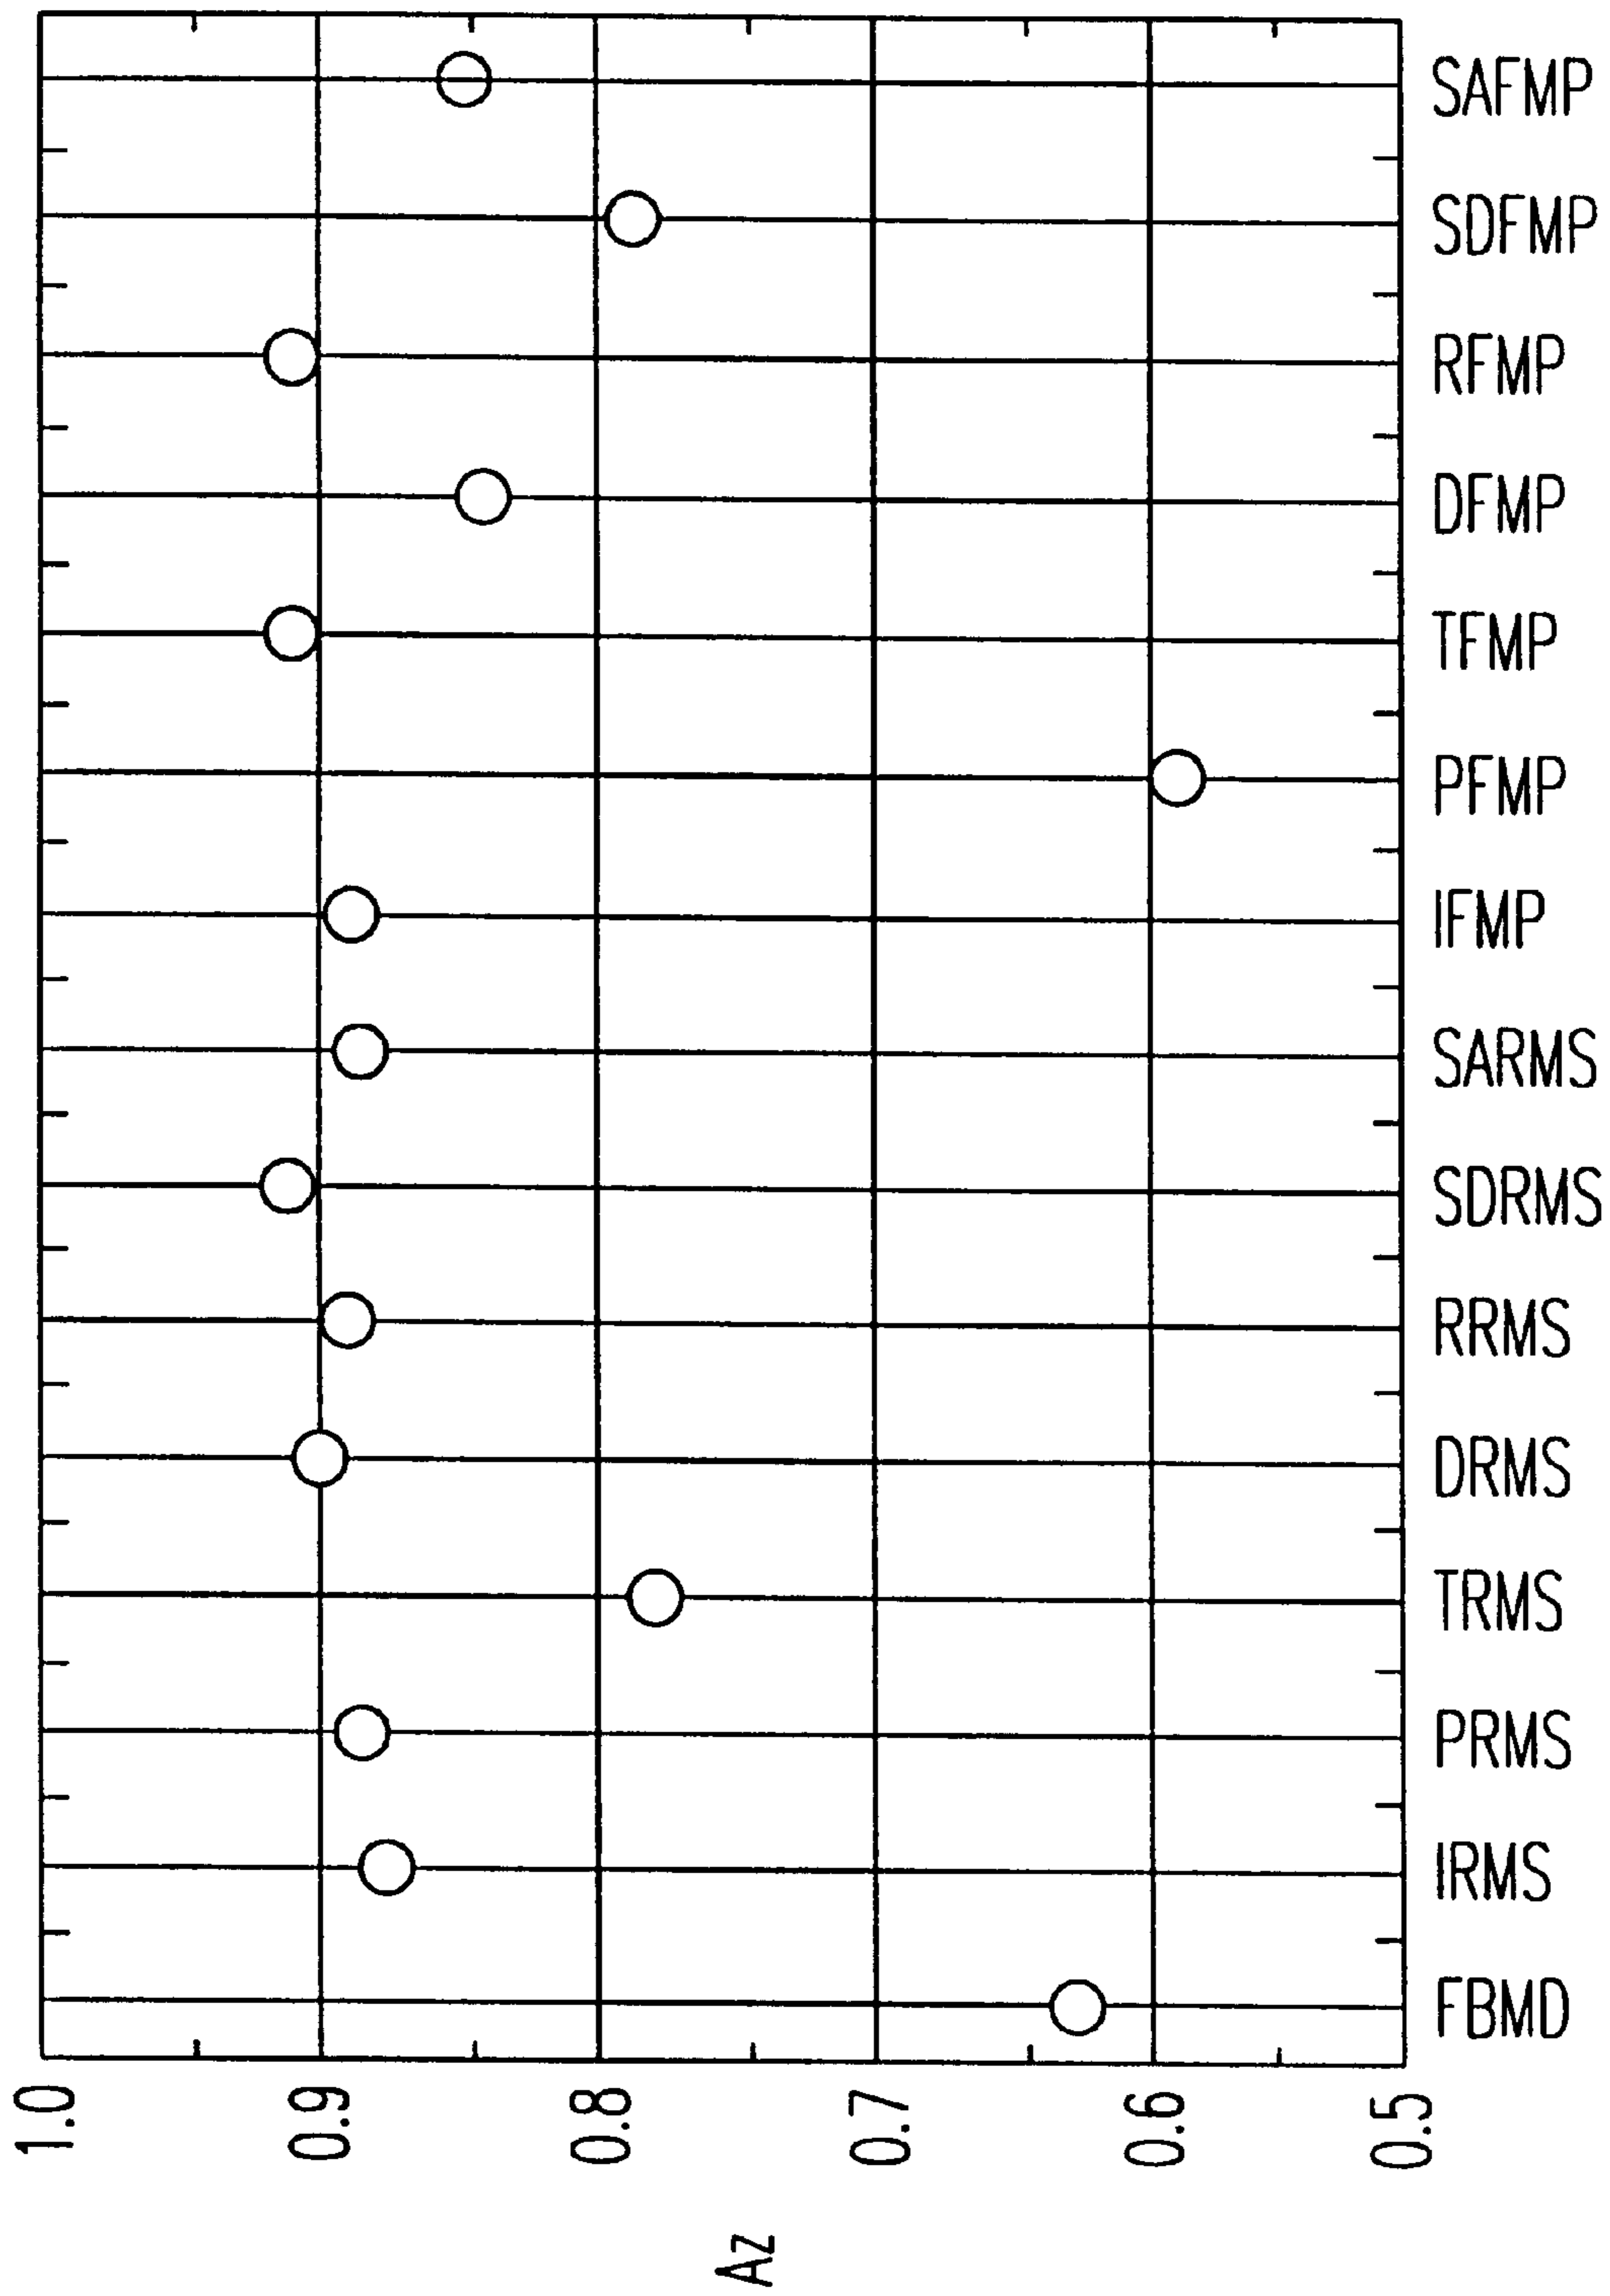 Az
1.0
0.9
0.8
0.7
0.6
0.5
FBMD
IRMS
PRMS
TRMS
DRMS
RRMS
SDRMS
SARMS
IFMP
PFMP
TFMP
DFMP
RFMP
SDFMP
SAFMP